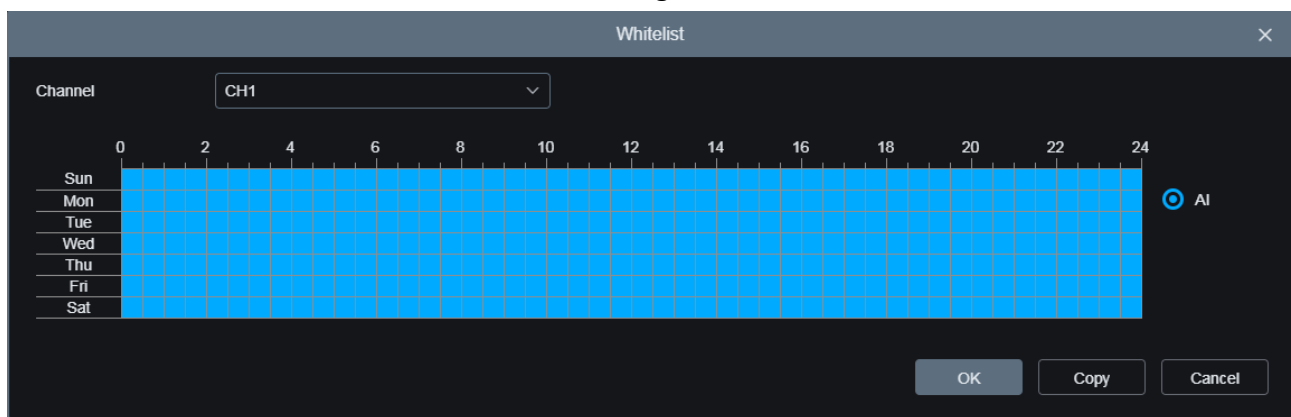 Whitelist
Channel CH1
0 2 4 6 8 10 12 14 16 18 20 22 24
Sun
Mon
AI
Tue
Wed
Thu
Fri
Sat
OK Copy Cancel